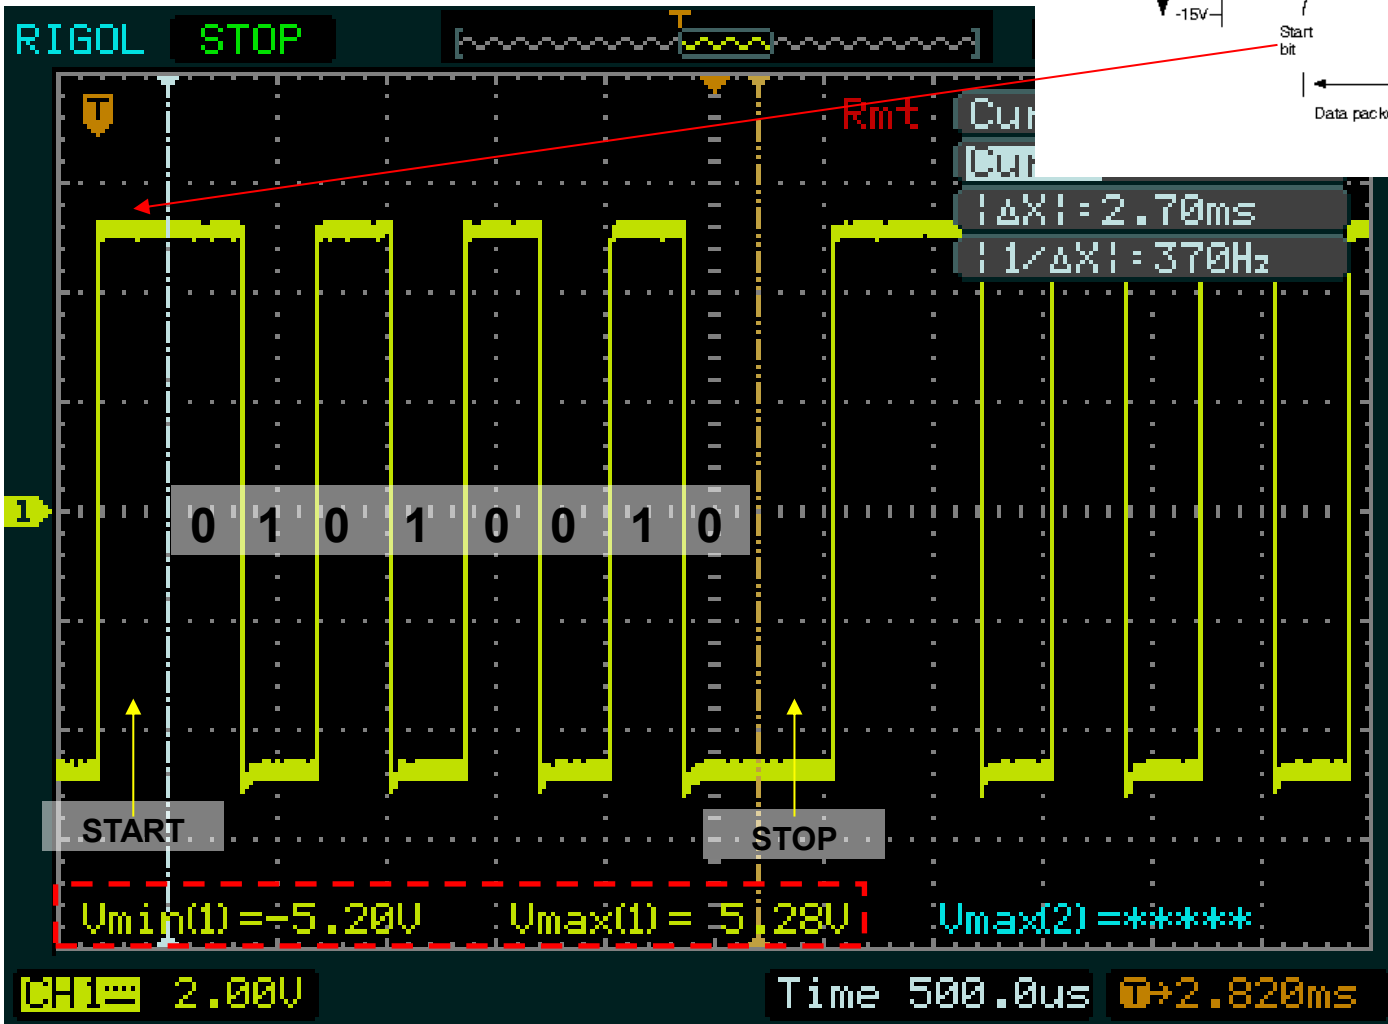 RIGOL STOP
T
-15V
Start
bit
Data pack
Rmt
Cur
Cur
|ΔX|:2.70ms
|1/ΔX|:370Hz
1
0 1 0 1 0 0 1 0
START
STOP
Vmin(1)=-5.20V Vmax(1)= 5.28V Vmax(2)=*****
CH1 2.00V Time 500.0us T→2.820ms